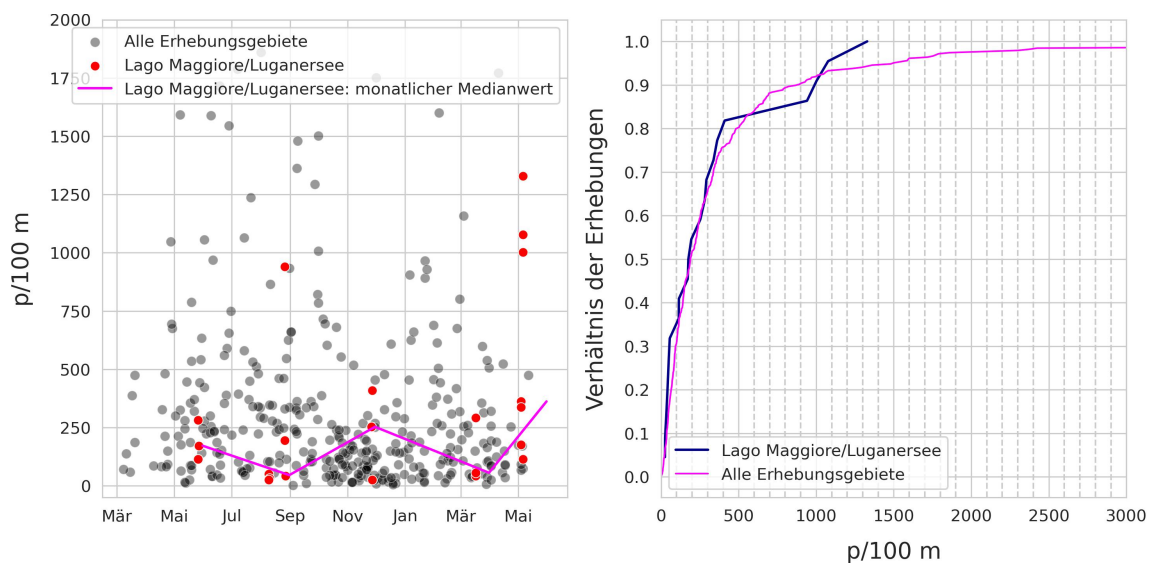 2000
1750
1500
1250
1000
750
500
250
0
p/100 m
Alle Erhebungsgebiete
Lago Maggiore/Luganersee
Lago Maggiore/Luganersee: monatlicher Medianwert
Mär
Mai
Jul
Sep
Nov
Jan
Mär
Mai
Verhältnis der Erhebungen
1.0
0.9
0.8
0.7
0.6
0.5
0.4
0.3
0.2
0.1
0.0
Lago Maggiore/Luganersee
Alle Erhebungsgebiete
0
500
1000
1500
2000
2500
3000
p/100 m